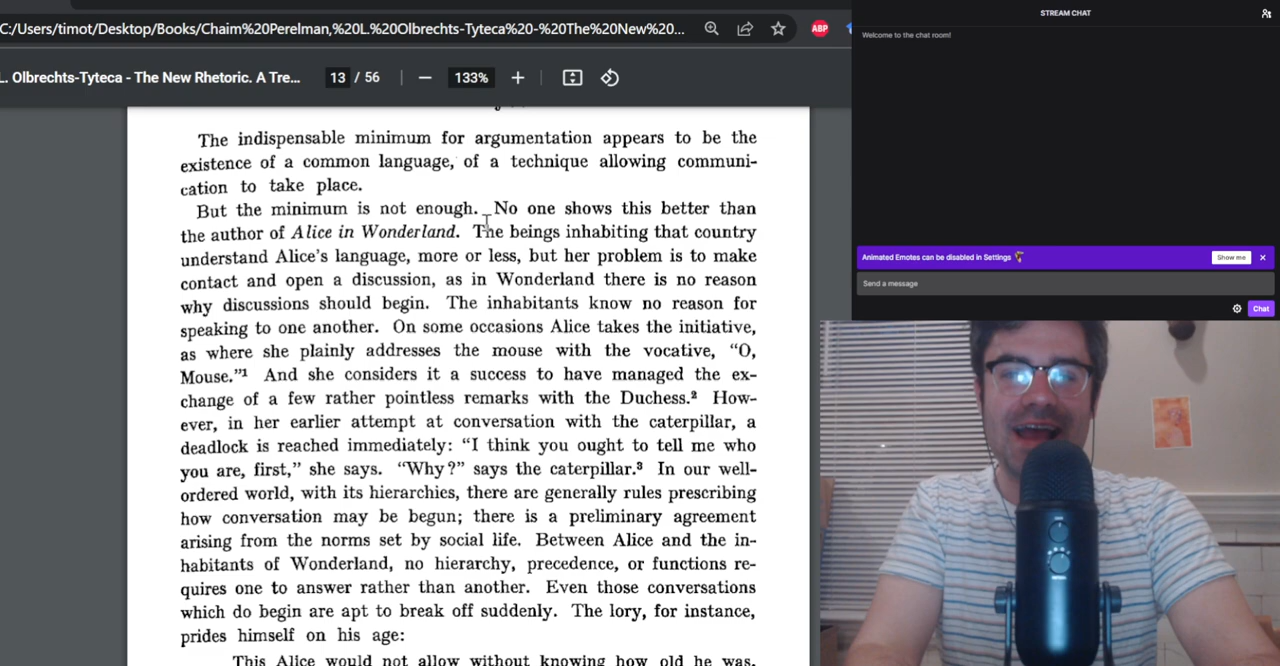 C:/Users/timot/Desktop/Books/Chaim%20Perelman,%20L.%20Olbrechts-Tyteca%20-%20The%20New%20...
ABP
L. Olbrechts-Tyteca - The New Rhetoric. A Tre...
13 / 56
133%
The indispensable minimum for argumentation appears to be the
existence of a common language, of a technique allowing communi-
cation to take place.
But the minimum is not enough. No one shows this better than
the author of Alice in Wonderland. The beings inhabiting that country
understand Alice's language, more or less, but her problem is to make
contact and open a discussion, as in Wonderland there is no reason
why discussions should begin. The inhabitants know no reason for
speaking to one another. On some occasions Alice takes the initiative,
as where she plainly addresses the mouse with the vocative, "O,
Mouse."¹ And she considers it a success to have managed the ex-
change of a few rather pointless remarks with the Duchess.² How-
ever, in her earlier attempt at conversation with the caterpillar, a
deadlock is reached immediately: "I think you ought to tell me who
you are, first," she says. "Why?" says the caterpillar.³ In our well-
ordered world, with its hierarchies, there are generally rules prescribing
how conversation may be begun; there is a preliminary agreement
arising from the norms set by social life. Between Alice and the in-
habitants of Wonderland, no hierarchy, precedence, or functions re-
quires one to answer rather than another. Even those conversations
which do begin are apt to break off suddenly. The lory, for instance,
prides himself on his age:
This Alice would not allow without knowing how old he was,
STREAM CHAT
Welcome to the chat room!
Animated Emotes can be disabled in Settings
Show me
Send a message
Chat